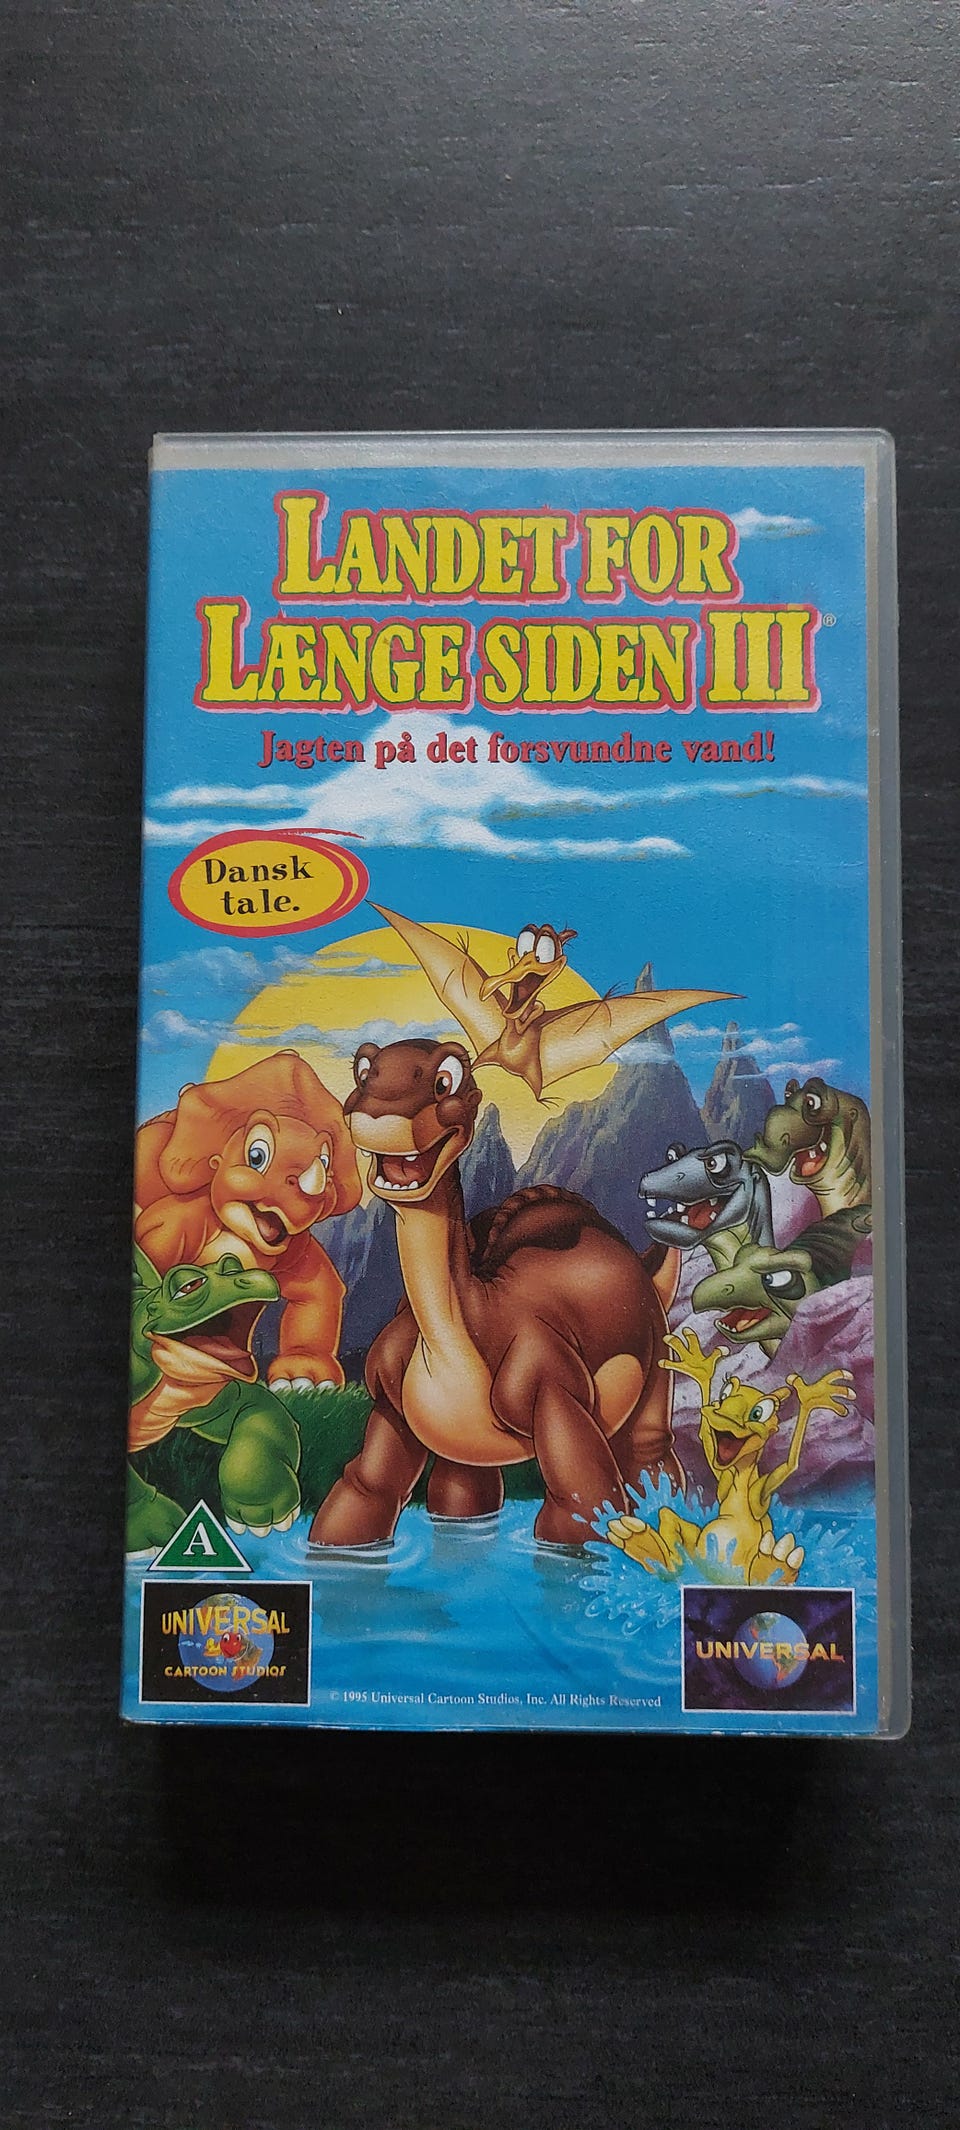 LANDET FOR
LÆNGE SIDEN III®
Jagten på det forsvundne vand!
Dansk
tale.
A
UNIVERSAL
CARTOON STUDIOS
© 1995 Universal Cartoon Studios, Inc. All Rights Reserved
UNIVERSAL